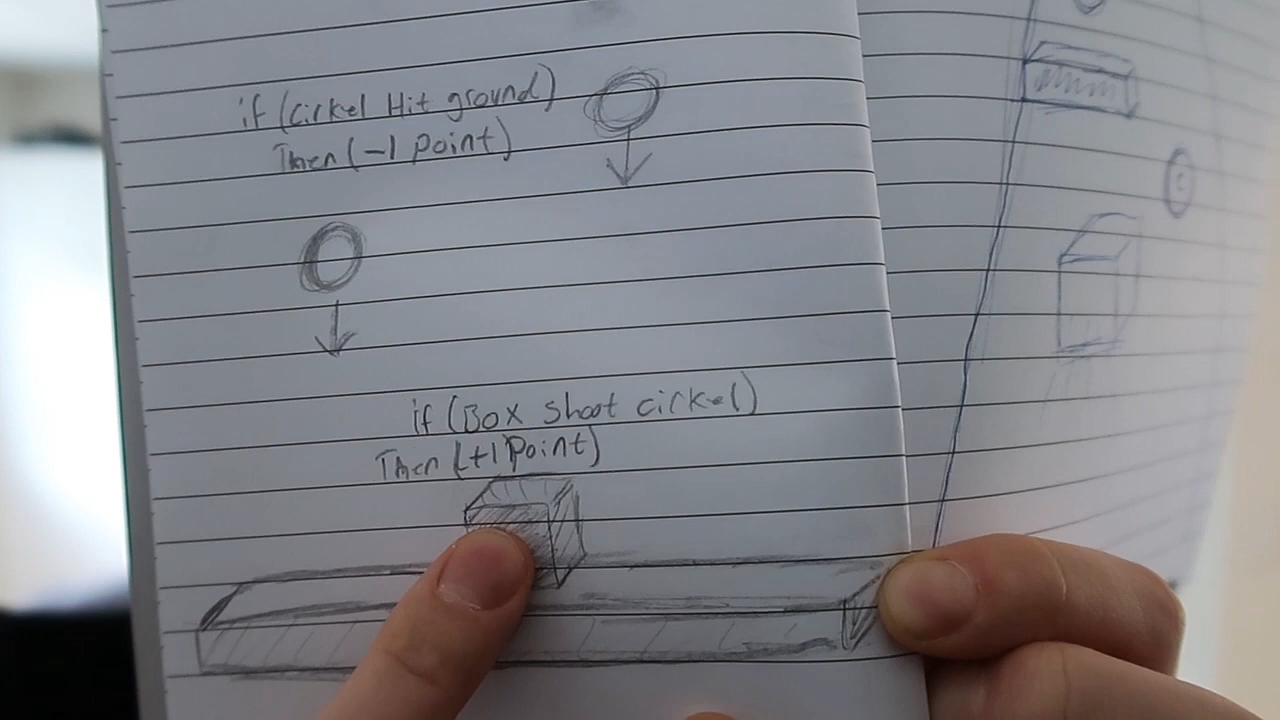 if (Cirkel Hit ground)
Then (-1 Point)
if (Box shoot cirkel)
Then (+1 Point)